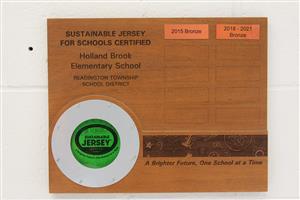 SUSTAINABLE JERSEY
FOR SCHOOLS CERTIFIED
Holland Brook
Elementary School
READINGTON TOWNSHIP
SCHOOL DISTRICT
2015 Bronze
2018 - 2021
Bronze
SUSTAINABLE
JERSEY
A Brighter Future, One School at a Time